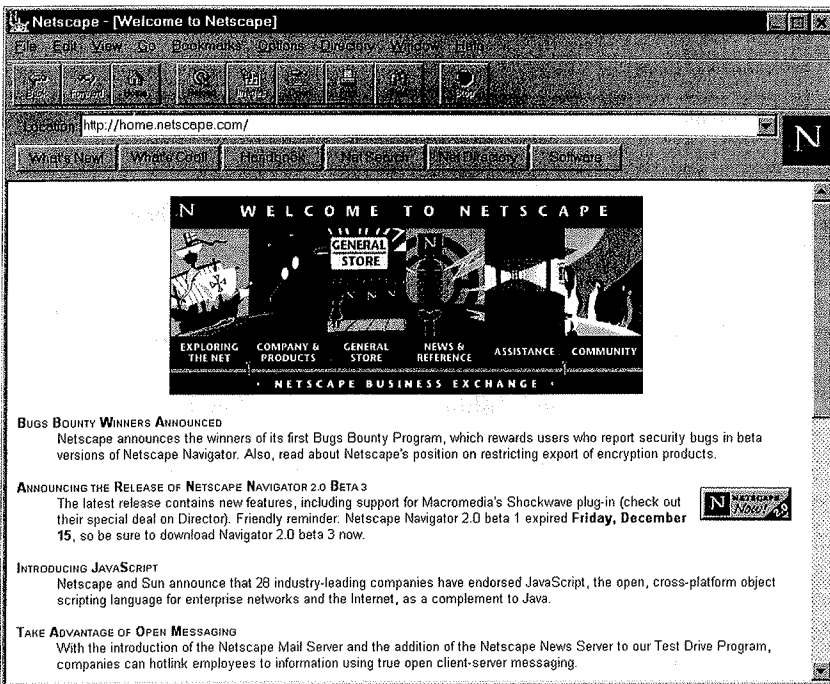 Netscape - [Welcome to Netscape]
File Edit View Go Bookmarks Options Directory Window Help
Back Forward Home Images Stop
Location: http://home.netscape.com/
N
What's New! What's Cool! Handbook Net Search Net Directory Software
N WELCOME TO NETSCAPE
GENERAL
STORE
N
N N N
EXPLORING
THE NET
COMPANY &
PRODUCTS
GENERAL
STORE
NEWS &
REFERENCE
ASSISTANCE
COMMUNITY
NETSCAPE BUSINESS EXCHANGE
BUGS BOUNTY WINNERS ANNOUNCED
Netscape announces the winners of its first Bugs Bounty Program, which rewards users who report security bugs in beta
versions of Netscape Navigator. Also, read about Netscape's position on restricting export of encryption products.
ANNOUNCING THE RELEASE OF NETSCAPE NAVIGATOR 2.0 BETA 3
The latest release contains new features, including support for Macromedia's Shockwave plug-in (check out
their special deal on Director). Friendly reminder: Netscape Navigator 2.0 beta 1 expired Friday, December
15, so be sure to download Navigator 2.0 beta 3 now.
N NETSCAPE
Now! 2.0
INTRODUCING JAVASCRIPT
Netscape and Sun announce that 28 industry-leading companies have endorsed JavaScript, the open, cross-platform object
scripting language for enterprise networks and the Internet, as a complement to Java.
TAKE ADVANTAGE OF OPEN MESSAGING
With the introduction of the Netscape Mail Server and the addition of the Netscape News Server to our Test Drive Program,
companies can hotlink employees to information using true open client-server messaging.